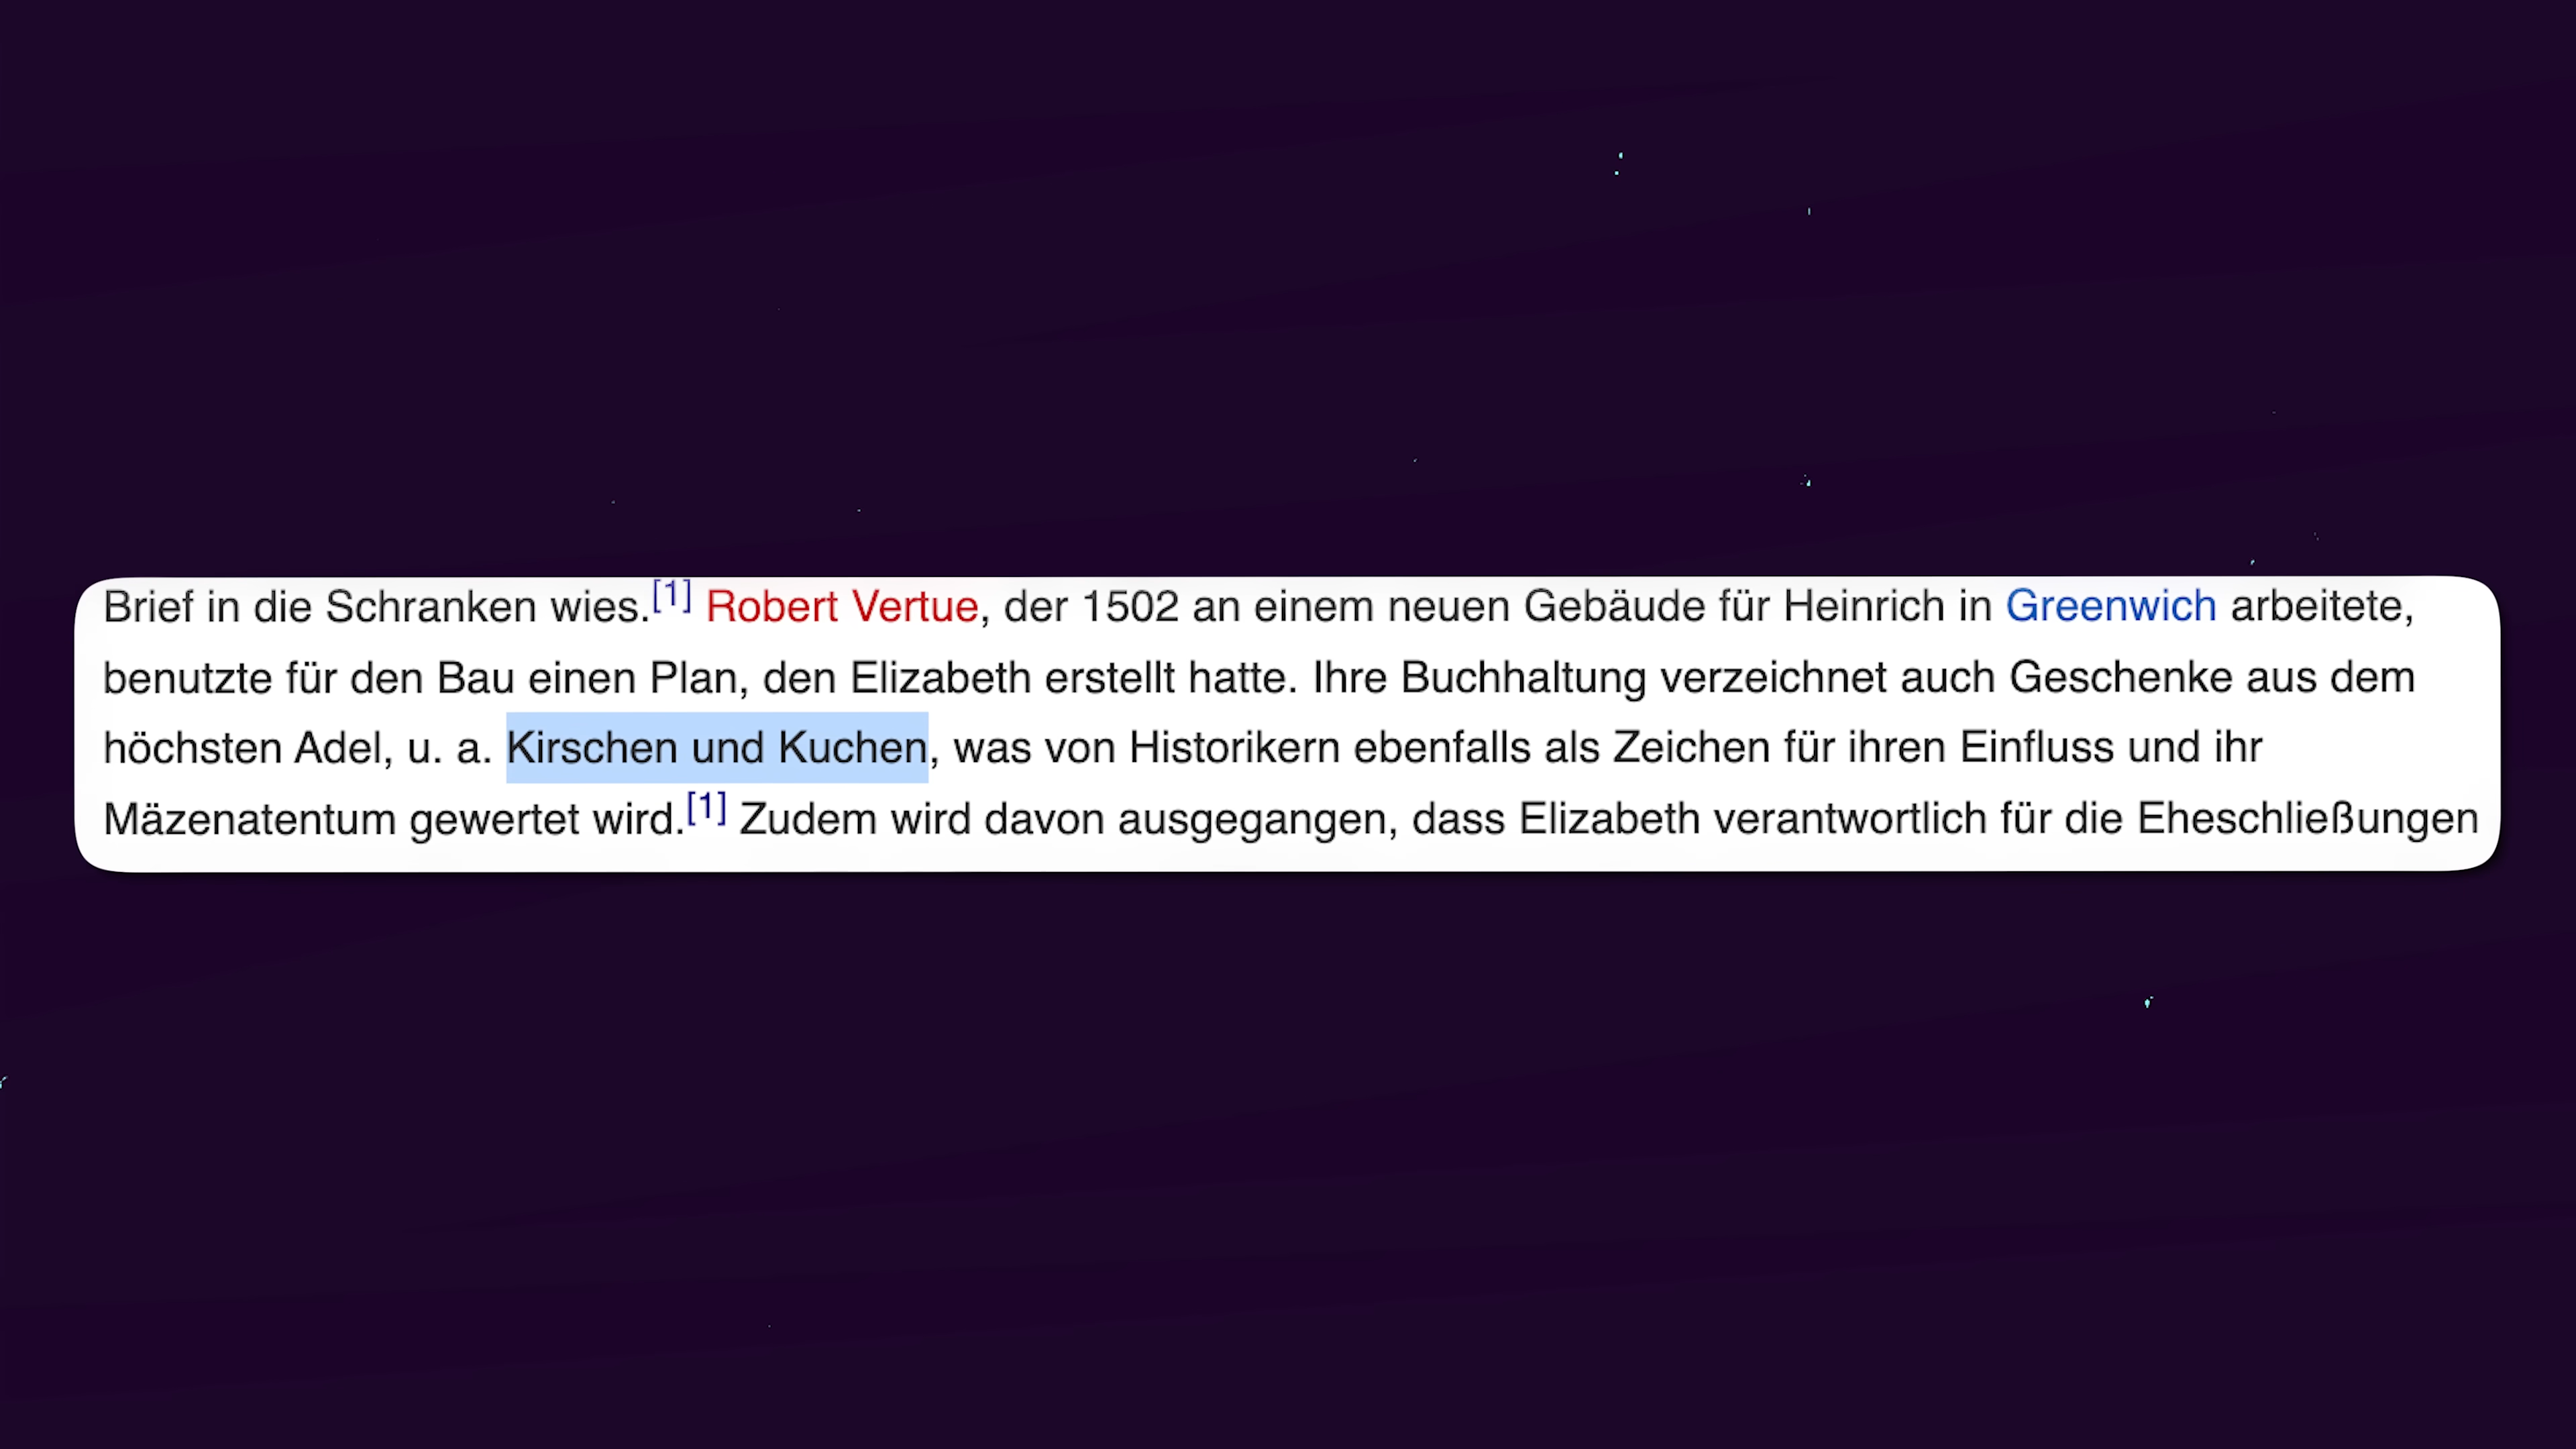 Brief in die Schranken wies.[1] Robert Vertue, der 1502 an einem neuen Gebäude für Heinrich in Greenwich arbeitete,
benutzte für den Bau einen Plan, den Elizabeth erstellt hatte. Ihre Buchhaltung verzeichnet auch Geschenke aus dem
höchsten Adel, u. a. Kirschen und Kuchen, was von Historikern ebenfalls als Zeichen für ihren Einfluss und ihr
Mäzenatentum gewertet wird.[1] Zudem wird davon ausgegangen, dass Elizabeth verantwortlich für die Eheschließungen